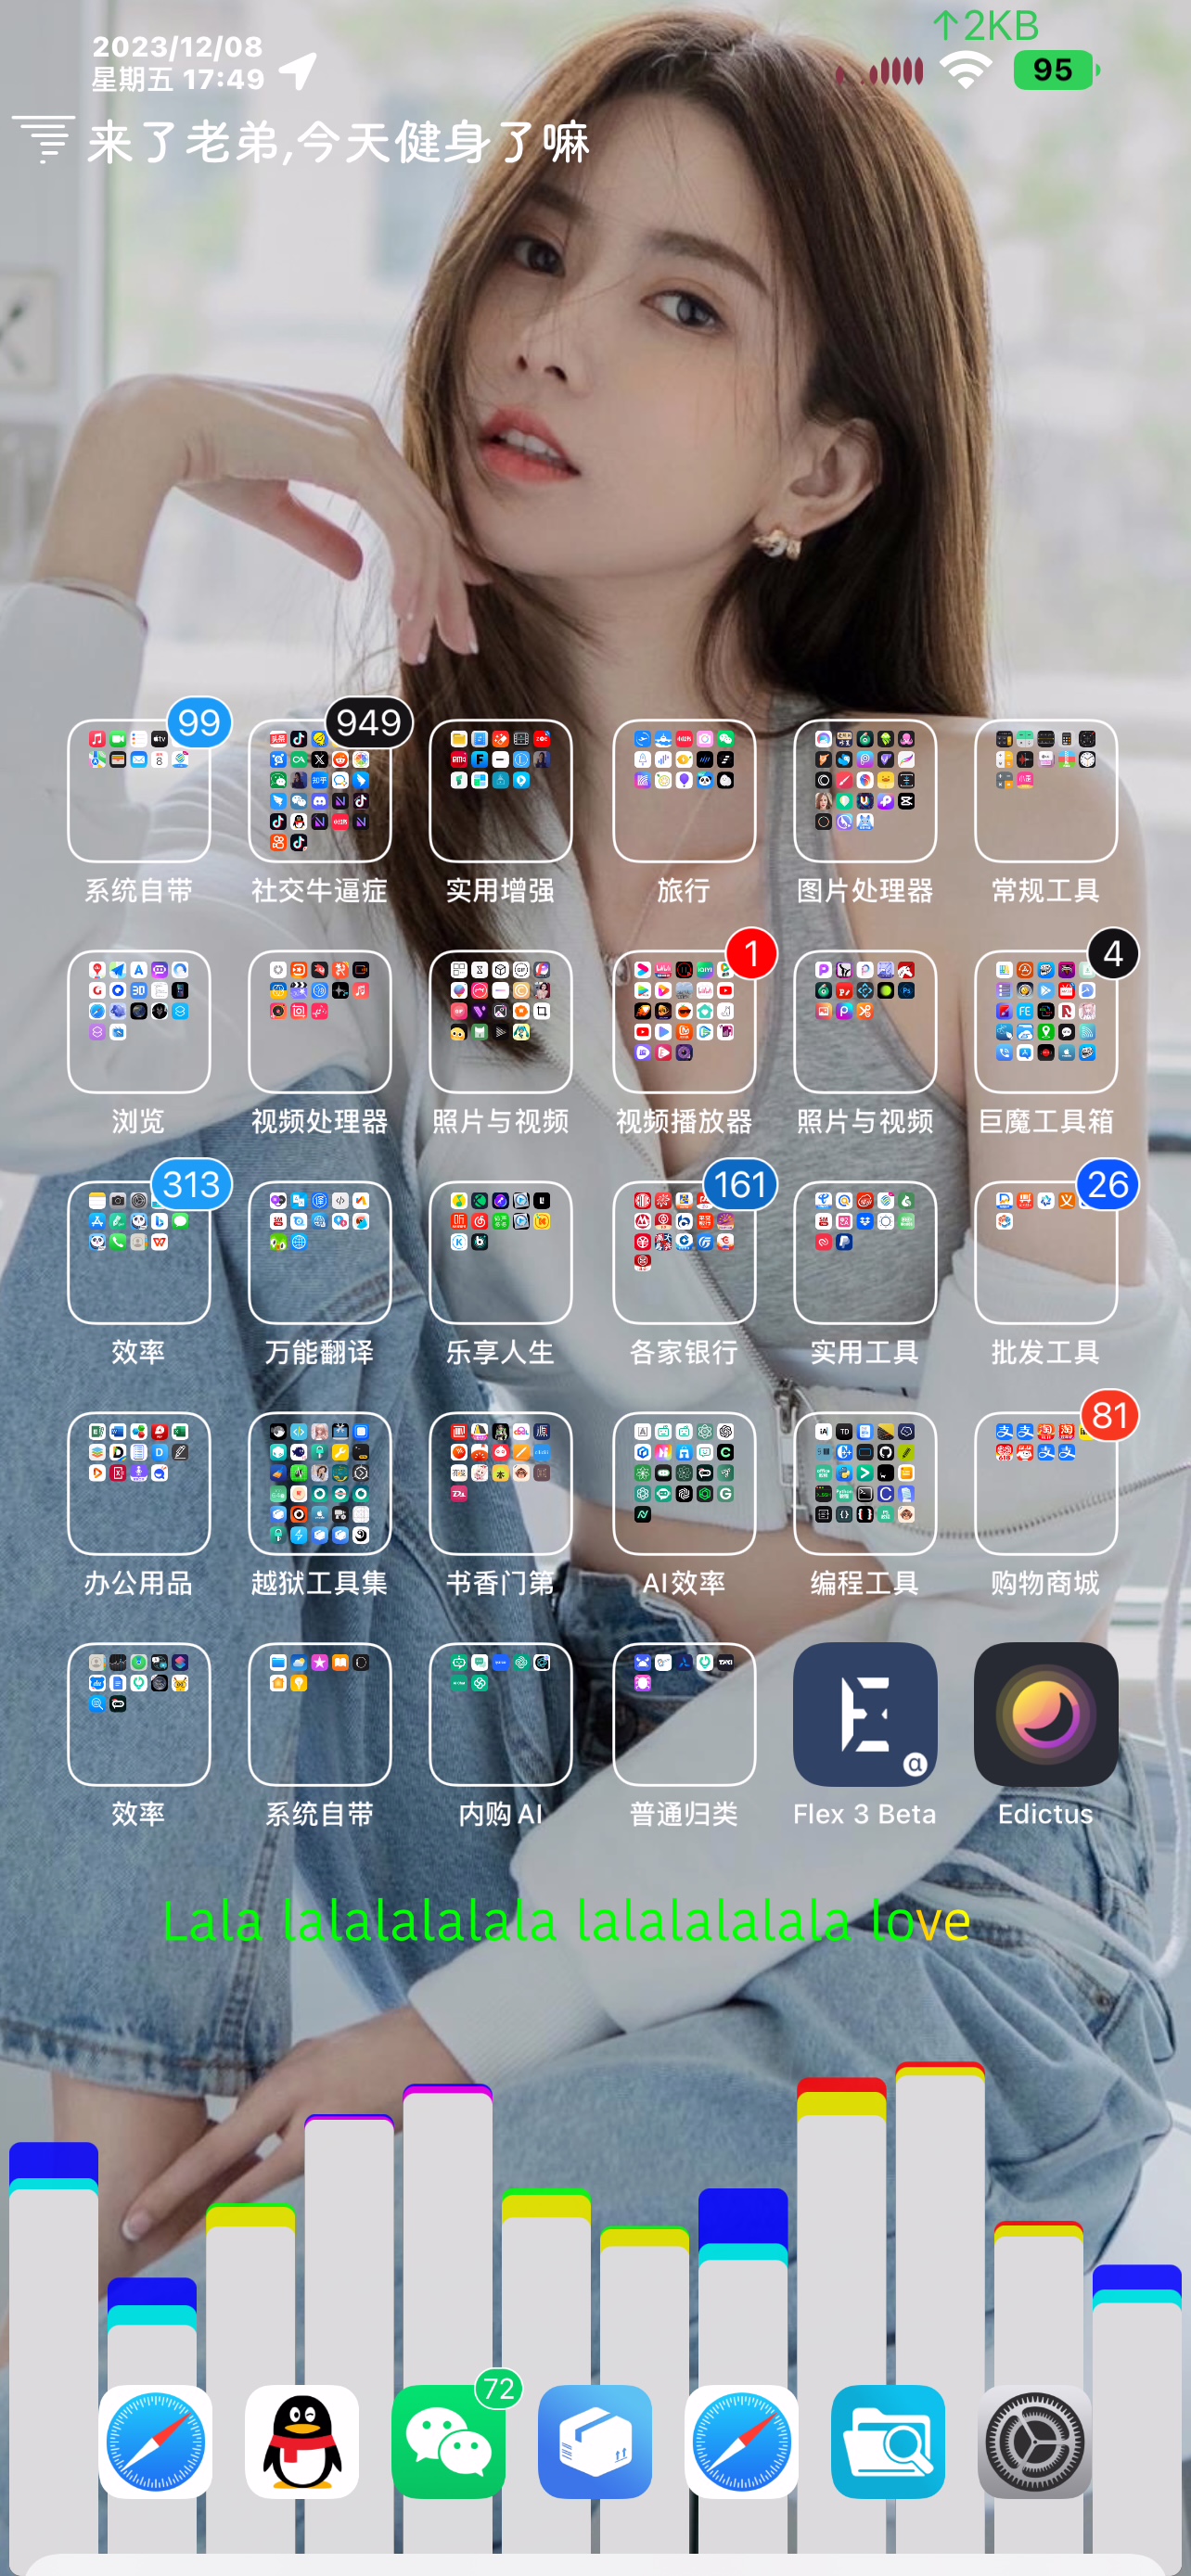 ↑2KB
2023/12/08
星期五 17:49
95
来了老弟,今天健身了嘛
99
949
系统自带
社交牛逼症
实用增强
旅行
图片处理器
常规工具
1
4
浏览
视频处理器
照片与视频
视频播放器
照片与视频
巨魔工具箱
313
161
26
效率
万能翻译
乐享人生
各家银行
实用工具
批发工具
81
办公用品
越狱工具集
书香门第
AI效率
编程工具
购物商城
效率
系统自带
内购 AI
普通归类
Flex 3 Beta
Edictus
Lala lalalalalala lalalalalala love
72